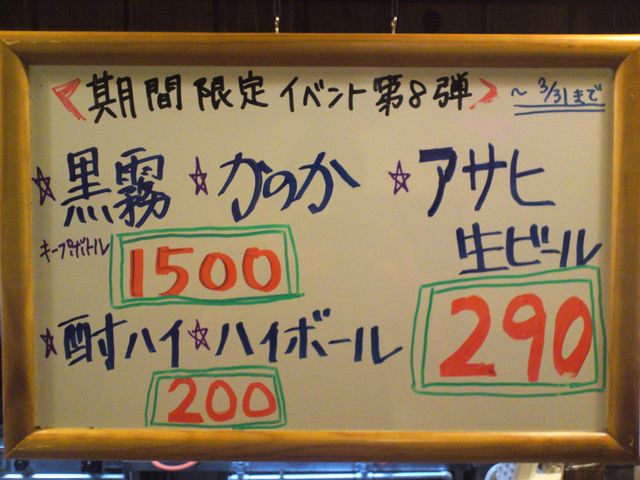 期間限定イベント第8弾 ～3/31まで
☆黒霧☆かのか
キープボトル
1500
☆アサヒ
生ビール
290
☆酎ハイ☆ハイボール
200